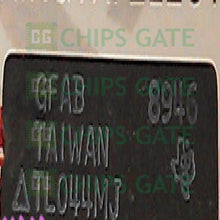 CHIPS GATE
GFAB 8946
TAIWAN
TL044MJ